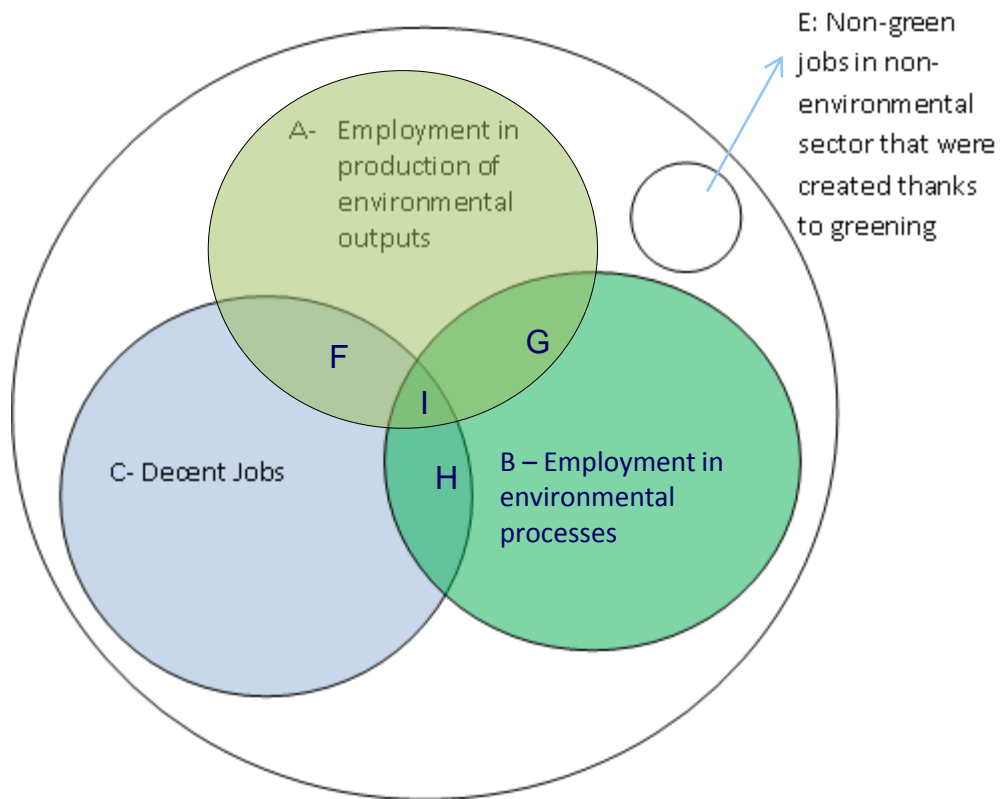 E: Non-green
jobs in non-
environmental
sector that were
created thanks
to greening
A- Employment in
production of
environmental
outputs
F
G
I
C- Decent Jobs
H
B – Employment in
environmental
processes